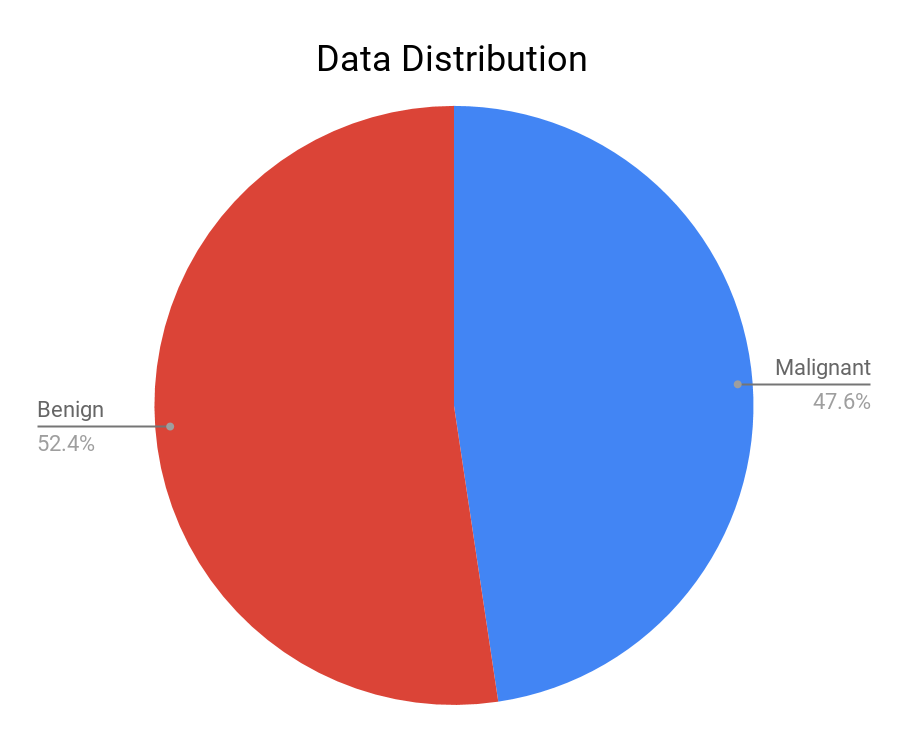 Data Distribution
Malignant
47.6%
Benign
52.4%